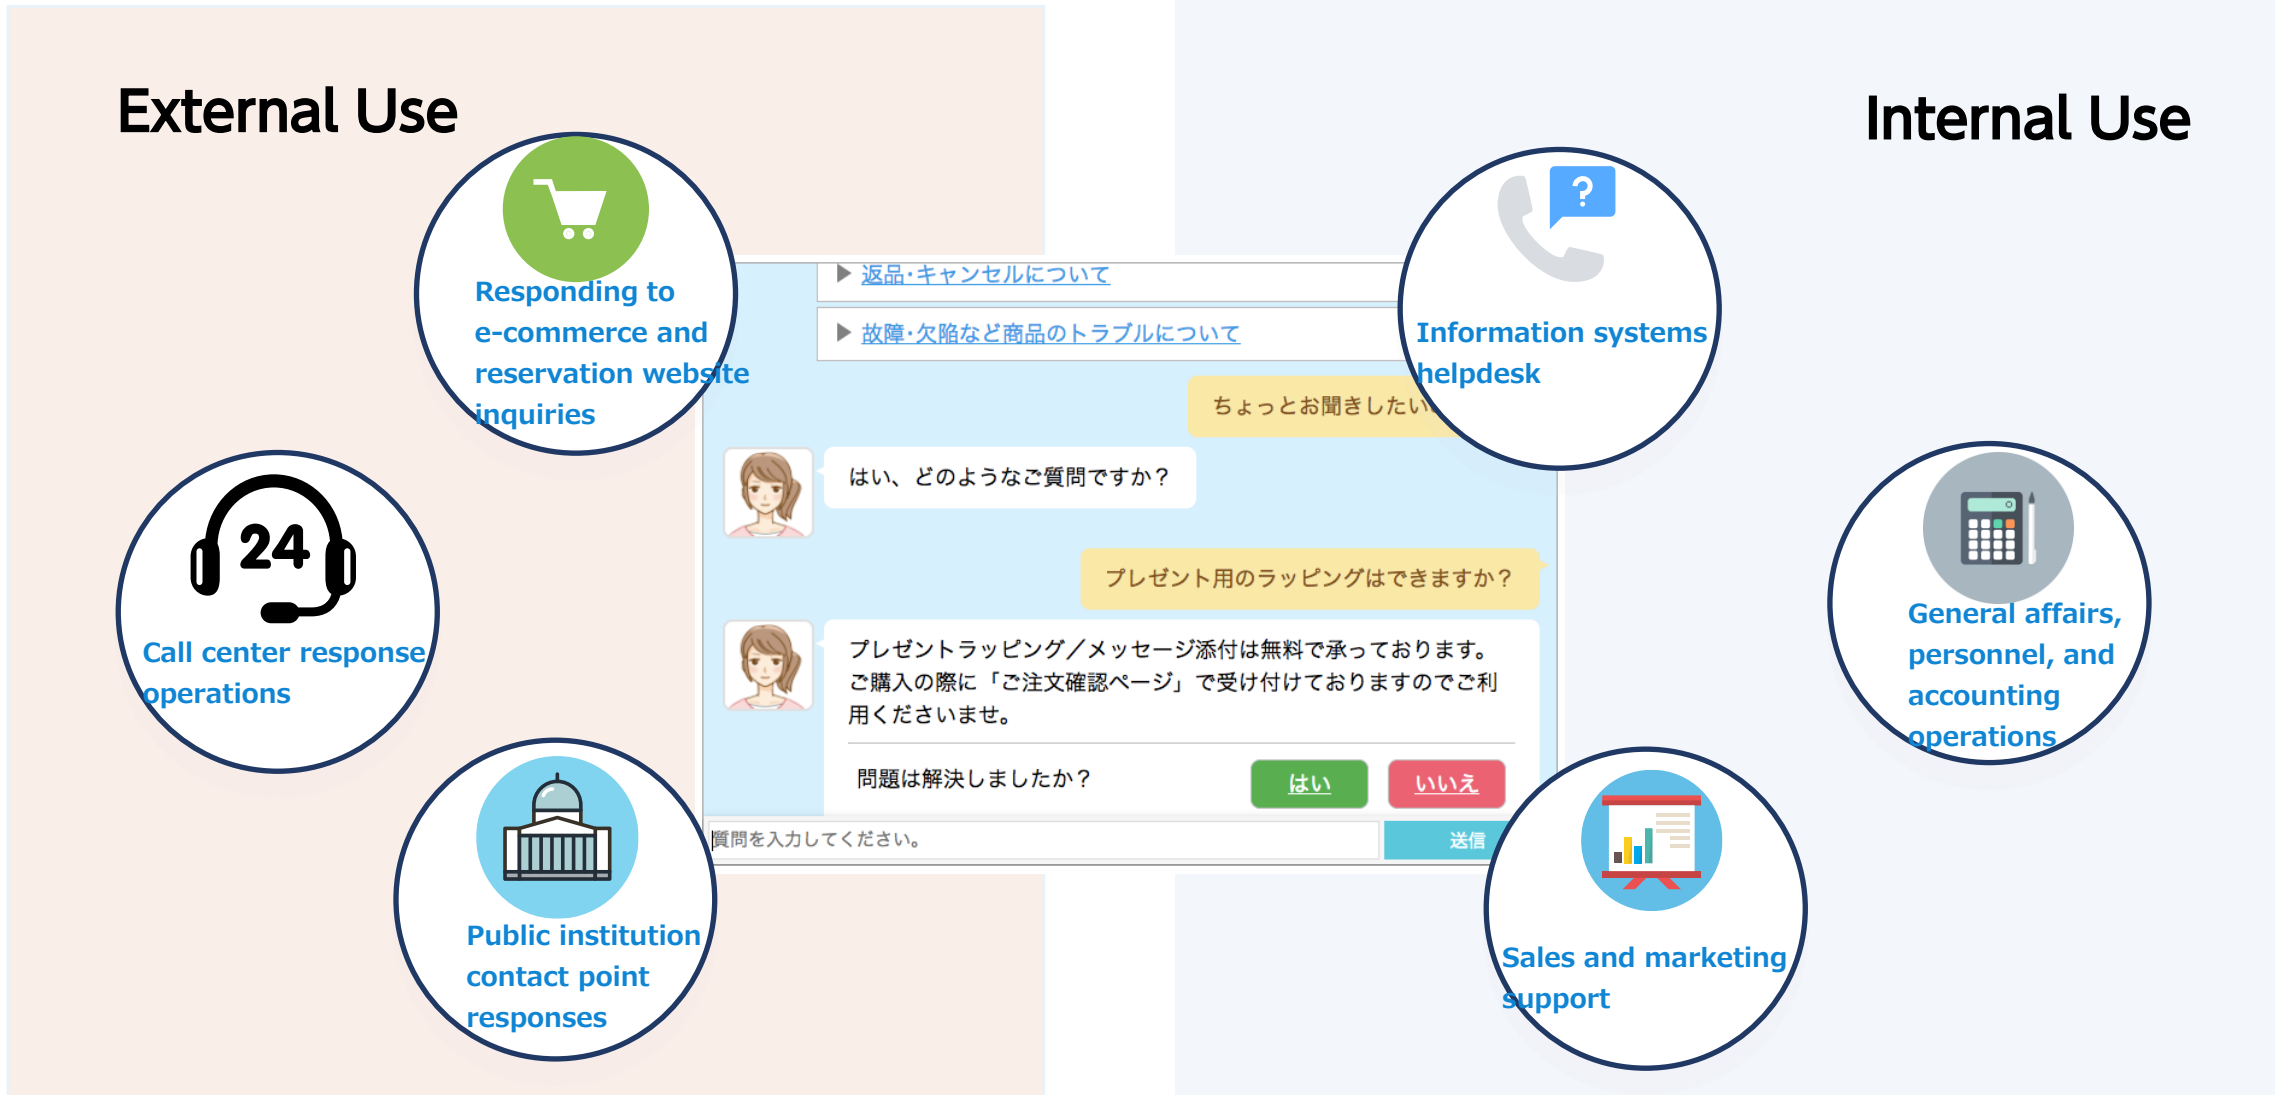 External Use
Internal Use
Responding to
e-commerce and
reservation website
inquiries
24
Call center response
operations
Public institution
contact point
responses
返品・キャンセルについて
故障・欠陥など商品のトラブルについて
ちょっとお聞きしたい
はい、どのようなご質問ですか？
プレゼント用のラッピングはできますか？
プレゼントラッピング／メッセージ添付は無料で承っております。
ご購入の際に「ご注文確認ページ」で受け付けておりますのでご利
用くださいませ。
問題は解決しましたか？
はい
いいえ
質問を入力してください。
送信
?
Information systems
helpdesk
General affairs,
personnel, and
accounting
operations
Sales and marketing
support